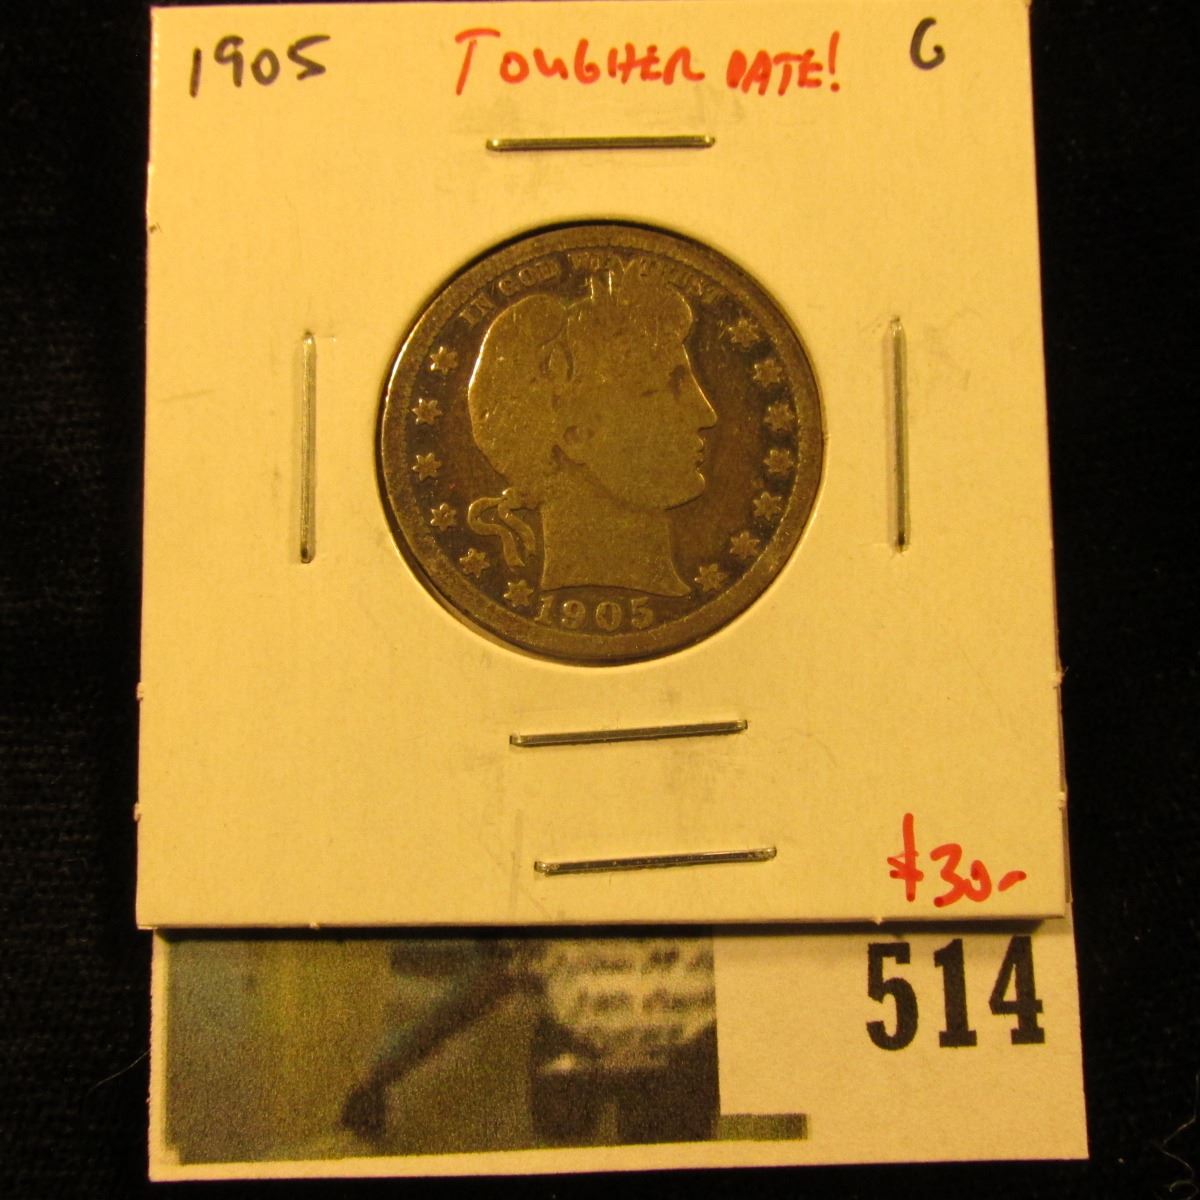 1905 TOUGHER DATE! G
IN GOD WE TRUST
1905
$30-
514